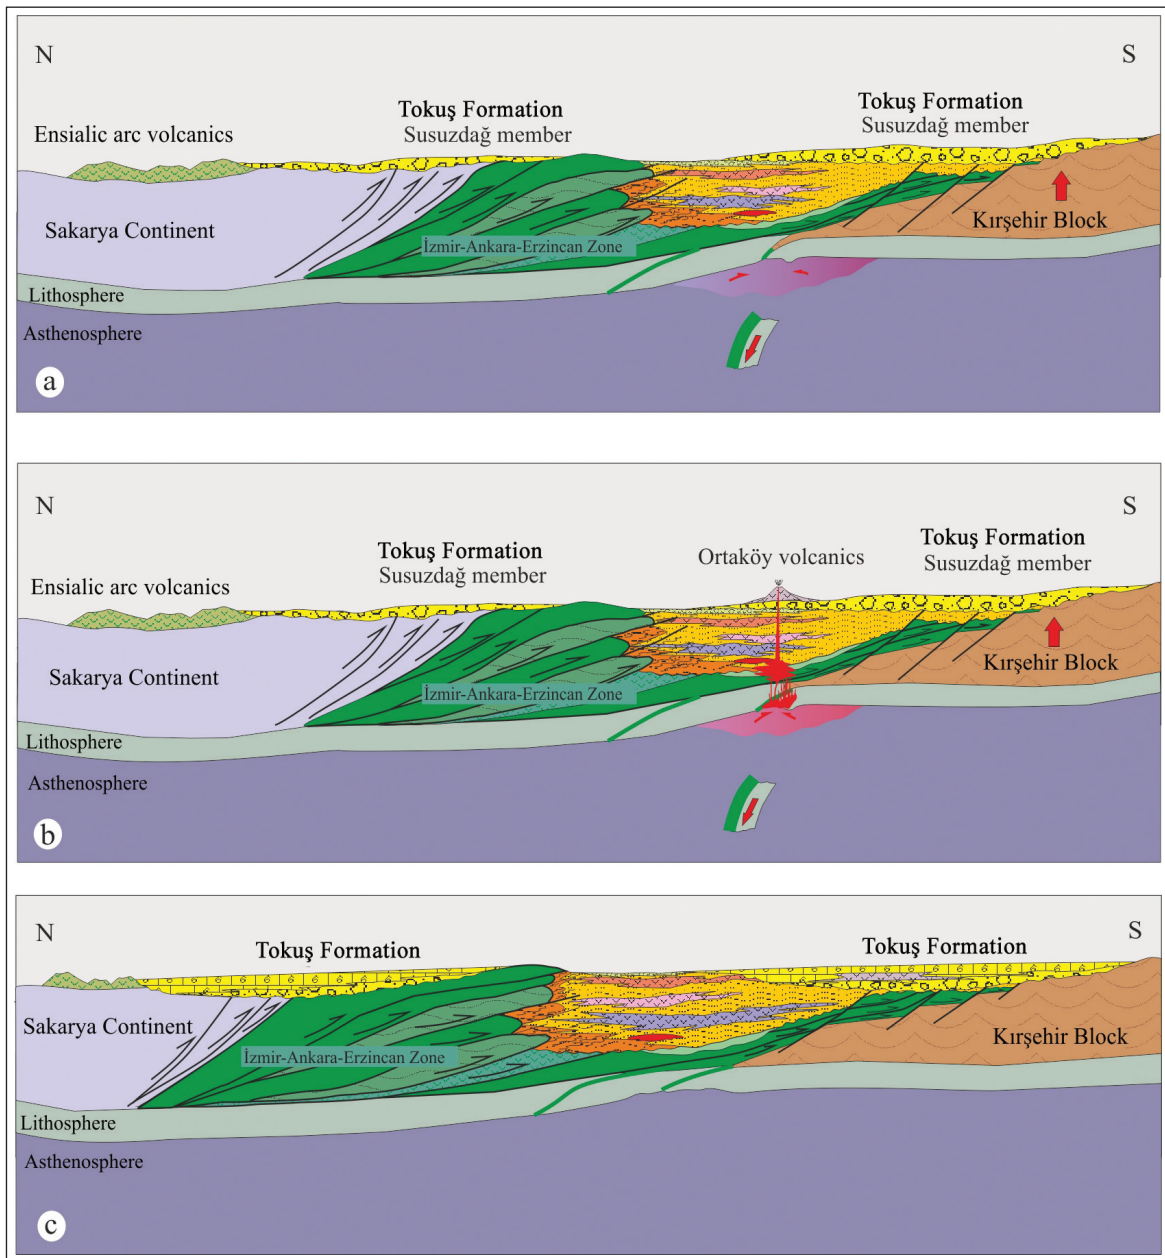 N
S
Tokuş Formation
Susuzdağ member
Tokuş Formation
Susuzdağ member
Ensialic arc volcanics
Sakarya Continent
Kırşehir Block
İzmir-Ankara-Erzincan Zone
Lithosphere
Asthenosphere
a
N
S
Tokuş Formation
Susuzdağ member
Ortaköy volcanics
Tokuş Formation
Susuzdağ member
Ensialic arc volcanics
Sakarya Continent
Kırşehir Block
İzmir-Ankara-Erzincan Zone
Lithosphere
Asthenosphere
b
N
S
Tokuş Formation
Tokuş Formation
Sakarya Continent
Kırşehir Block
İzmir-Ankara-Erzincan Zone
Lithosphere
Asthenosphere
c